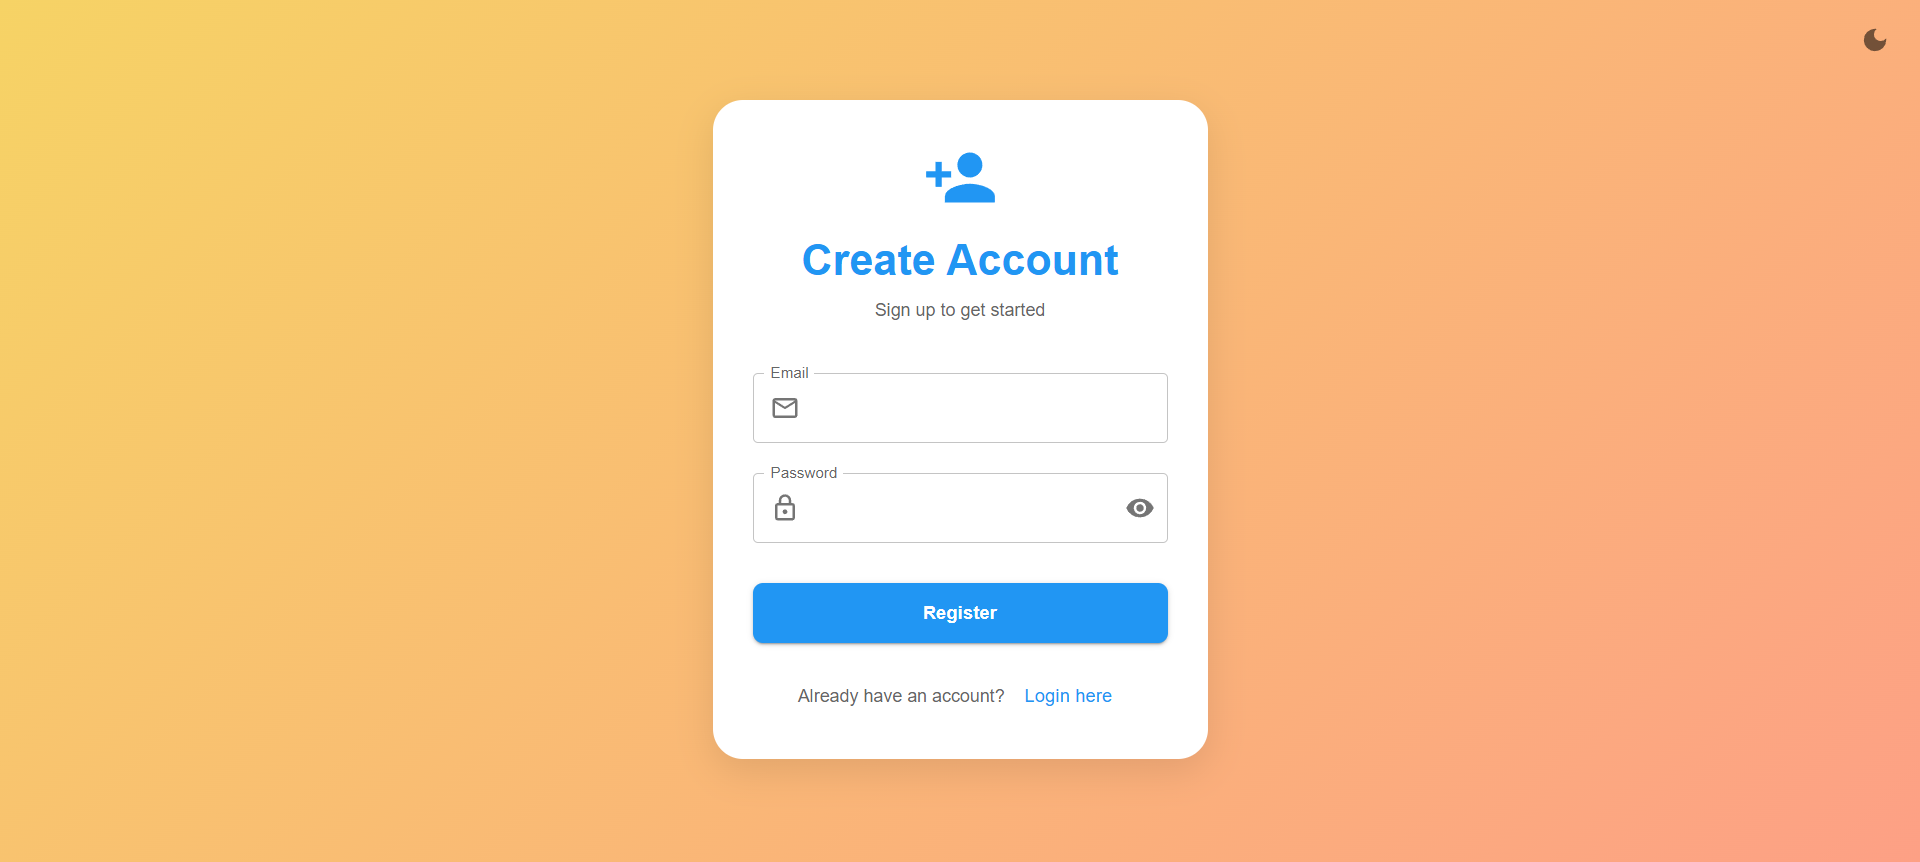 Create Account
Sign up to get started
Email
Password
Register
Already have an account? Login here